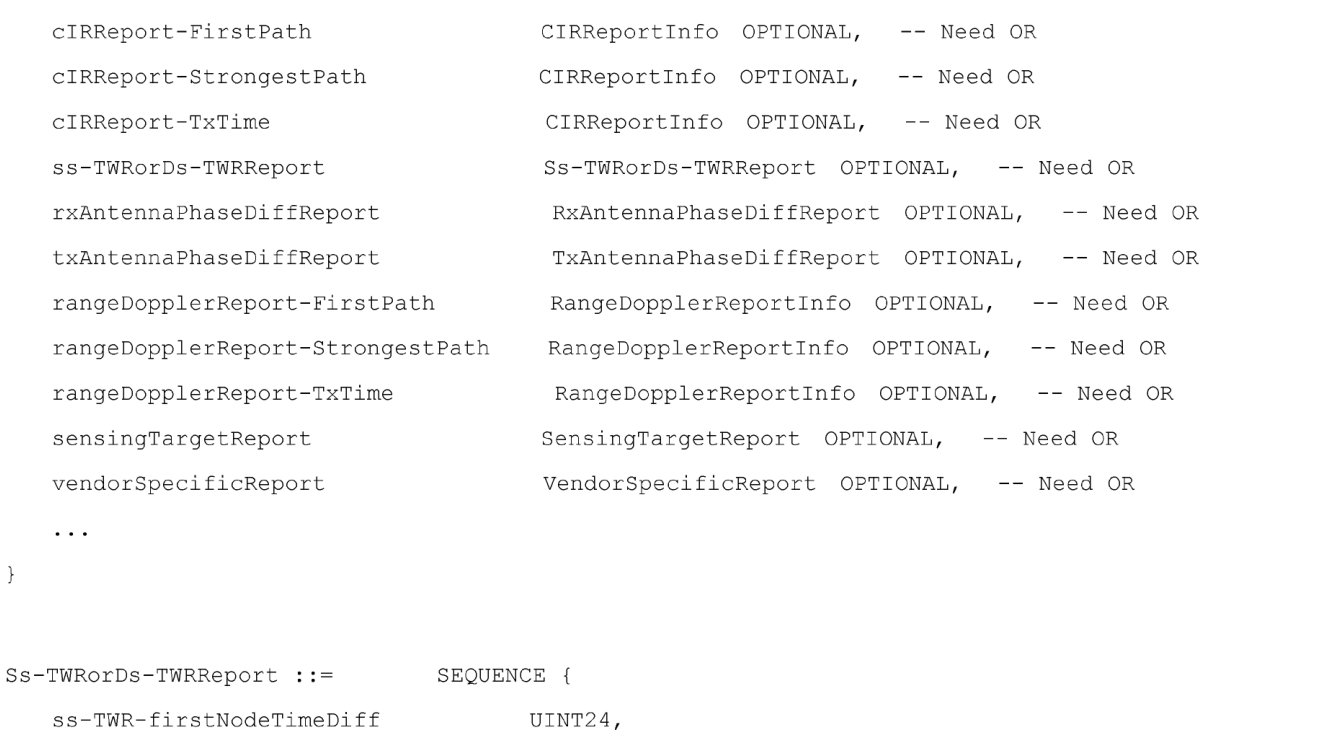 cIRReport-FirstPath CIRReportInfo OPTIONAL, -- Need OR
cIRReport-StrongestPath CIRReportInfo OPTIONAL, -- Need OR
cIRReport-TxTime CIRReportInfo OPTIONAL, -- Need OR
ss-TWRorDs-TWRReport Ss-TWRorDs-TWRReport OPTIONAL, -- Need OR
rxAntennaPhaseDiffReport RxAntennaPhaseDiffReport OPTIONAL, -- Need OR
txAntennaPhaseDiffReport TxAntennaPhaseDiffReport OPTIONAL, -- Need OR
rangeDopplerReport-FirstPath RangeDopplerReportInfo OPTIONAL, -- Need OR
rangeDopplerReport-StrongestPath RangeDopplerReportInfo OPTIONAL, -- Need OR
rangeDopplerReport-TxTime RangeDopplerReportInfo OPTIONAL, -- Need OR
sensingTargetReport SensingTargetReport OPTIONAL, -- Need OR
vendorSpecificReport VendorSpecificReport OPTIONAL, -- Need OR
...
}
Ss-TWRorDs-TWRReport ::= SEQUENCE {
ss-TWR-firstNodeTimeDiff UINT24,